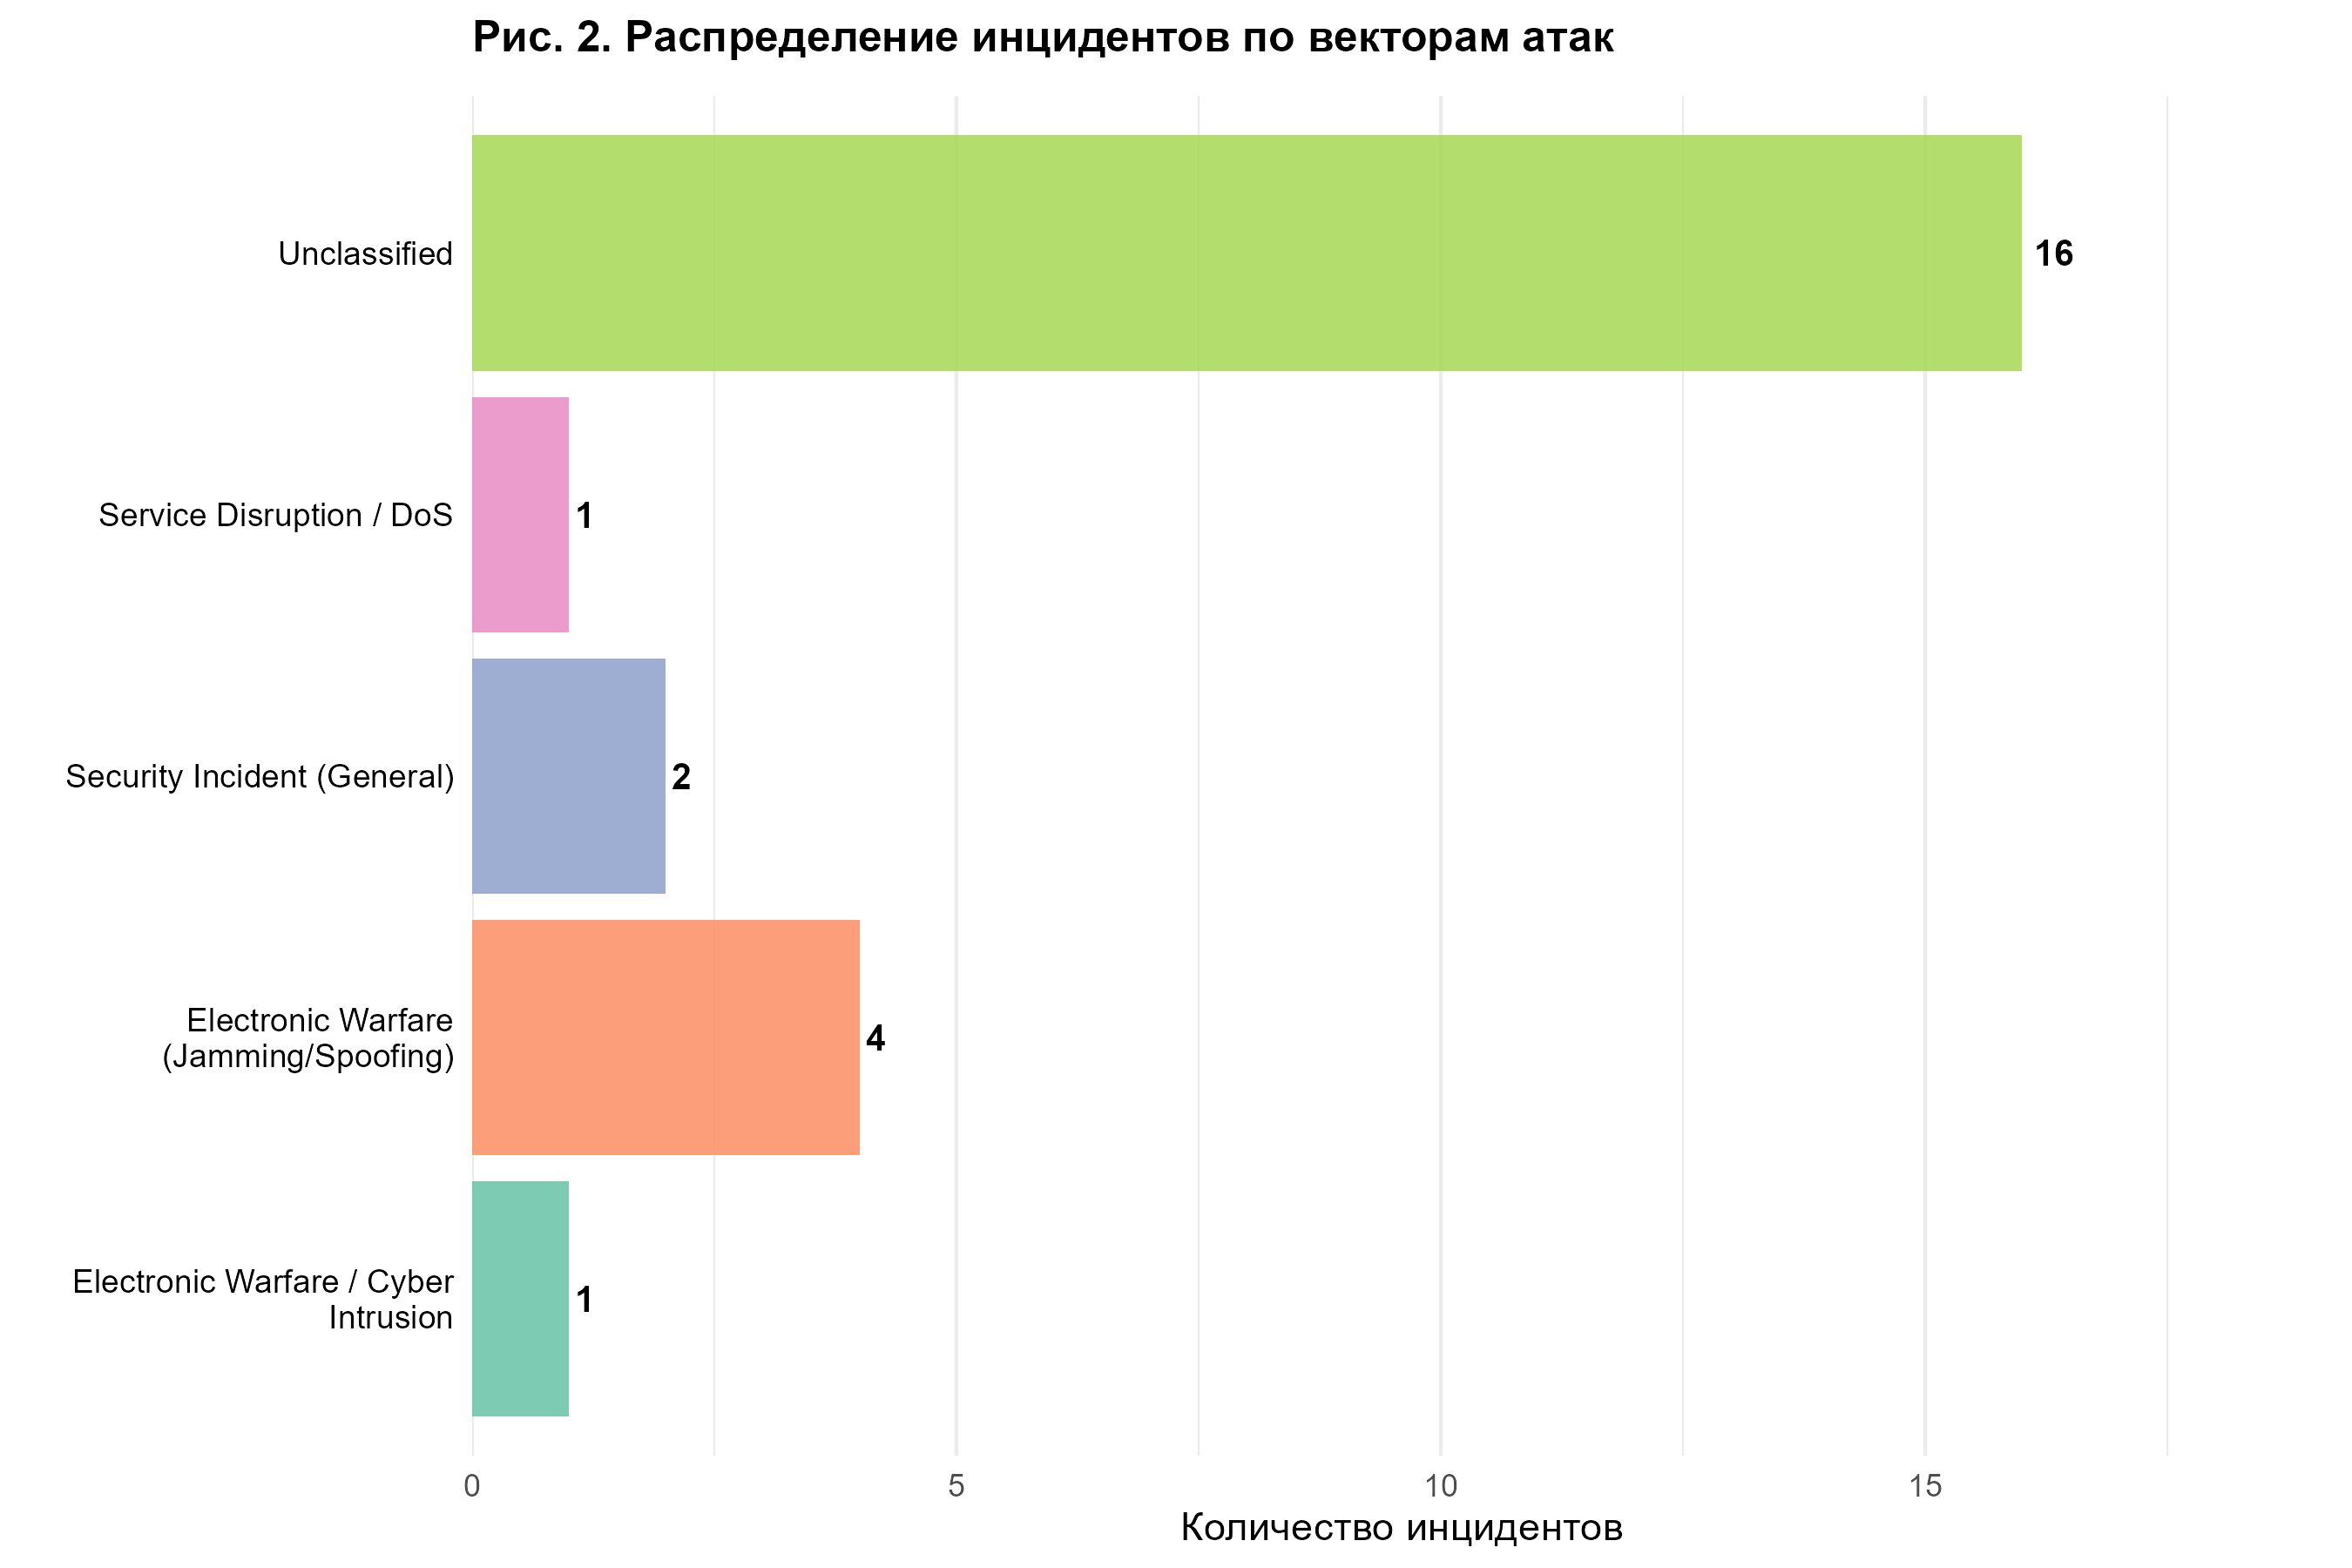 Рис. 2. Распределение инцидентов по векторам атак
Unclassified
16
Service Disruption / DoS
1
Security Incident (General)
2
Electronic Warfare
(Jamming/Spoofing)
4
Electronic Warfare / Cyber
Intrusion
1
0
5
10
15
Количество инцидентов